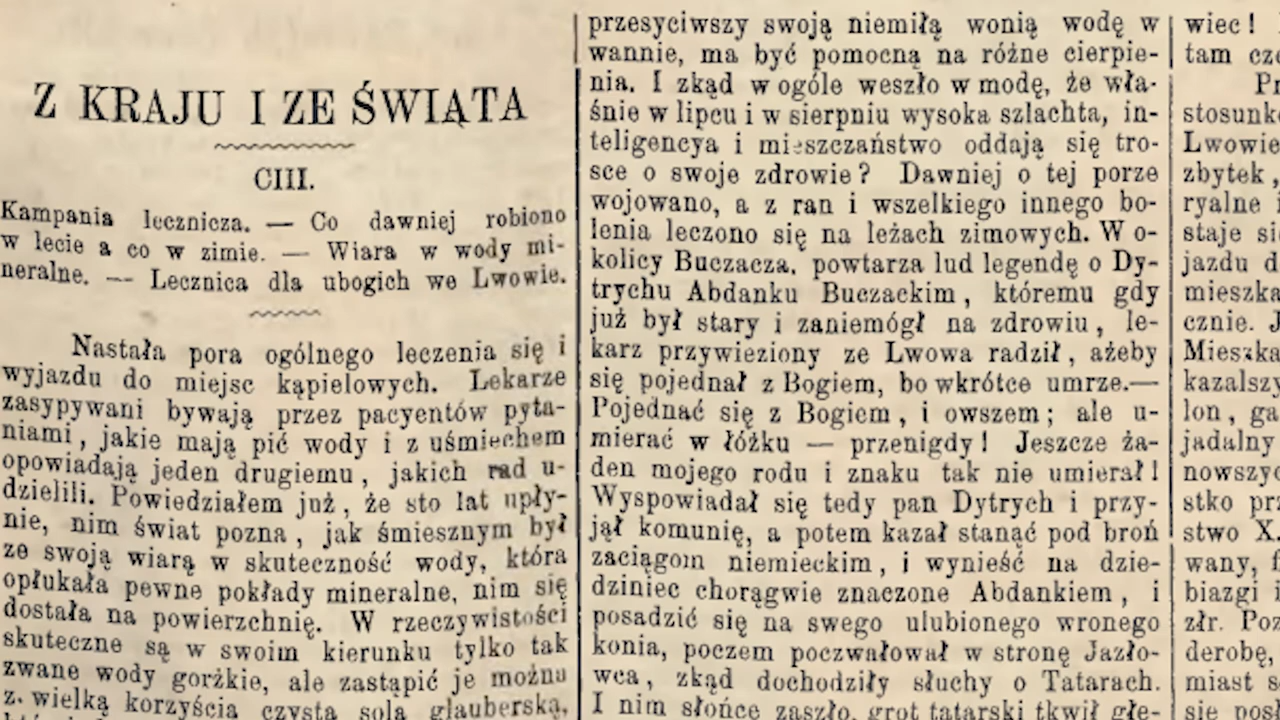 Z KRAJU I ZE ŚWIATA
CIII.
Kampania lecznicza. — Co dawniej robiono
w lecie a co w zimie. — Wiara w wody mi-
neralne. — Lecznica dla ubogich we Lwowie.
Nastała pora ogólnego leczenia się i
wyjazdu do miejsc kąpielowych. Lekarze
zasypywani bywają przez pacyentów pyta-
niami, jakie mają pić wody i z uśmiechem
opowiadają jeden drugiemu, jakich rad u-
dzielili. Powiedziałem już, że sto lat upły-
nie, nim świat pozna, jak śmiesznym był
ze swoją wiarą w skuteczność wody, która
opłukała pewne pokłady mineralne, nim się
dostała na powierzchnię. W rzeczywistości
skuteczne są w swoim kierunku tylko tak
zwane wody gorżkie, ale zastąpić je można
z wielką korzyścią czystą solą glauberską,
przesyciwszy swoją niemiłą wonią wodę w
wannie, ma być pomocną na różne cierpie-
nia. I zkąd w ogóle weszło w modę, że wła-
śnie w lipcu i w sierpniu wysoka szlachta, in-
teligencya i mieszczaństwo oddają się tro-
sce o swoje zdrowie? Dawniej o tej porze
wojowano, a z ran i wszelkiego innego bo-
lenia leczono się na leżach zimowych. W o-
kolicy Buczacza, powtarza lud legendę o Dy-
trychu Abdanku Buczackim, któremu gdy
już był stary i zaniemógł na zdrowiu, le-
karz przywieziony ze Lwowa radził, ażeby
się pojednał z Bogiem, bo wkrótce umrze.—
Pojednać się z Bogiem, i owszem; ale u-
mierać w łóżku — przenigdy! Jeszcze ża-
den mojego rodu i znaku tak nie umierał!
Wyspowiadał się tedy pan Dytrych i przy-
jął komunię, a potem kazał stanąć pod broń
zaciągom niemieckim, i wynieść na dzie-
dziniec chorągwie znaczone Abdankiem, i
posadzić się na swego ulubionego wronego
konia, poczem poczwałował w stronę Jazło-
wca, zkąd dochodziły słuchy o Tatarach.
I nim słońce zaszło, grot tatarski tkwił głę-
wiec!
tam
stosunk
Lwowie
zbytek,
ryalne
staje
jazdu d
mieszka
cznie. J
Mieszka
kazalszy
lon, ga
jadalny
nowszyc
stko prz
stwo X.
wany, f
biazgi
złr. Poz
derobę,
miast s
się pos